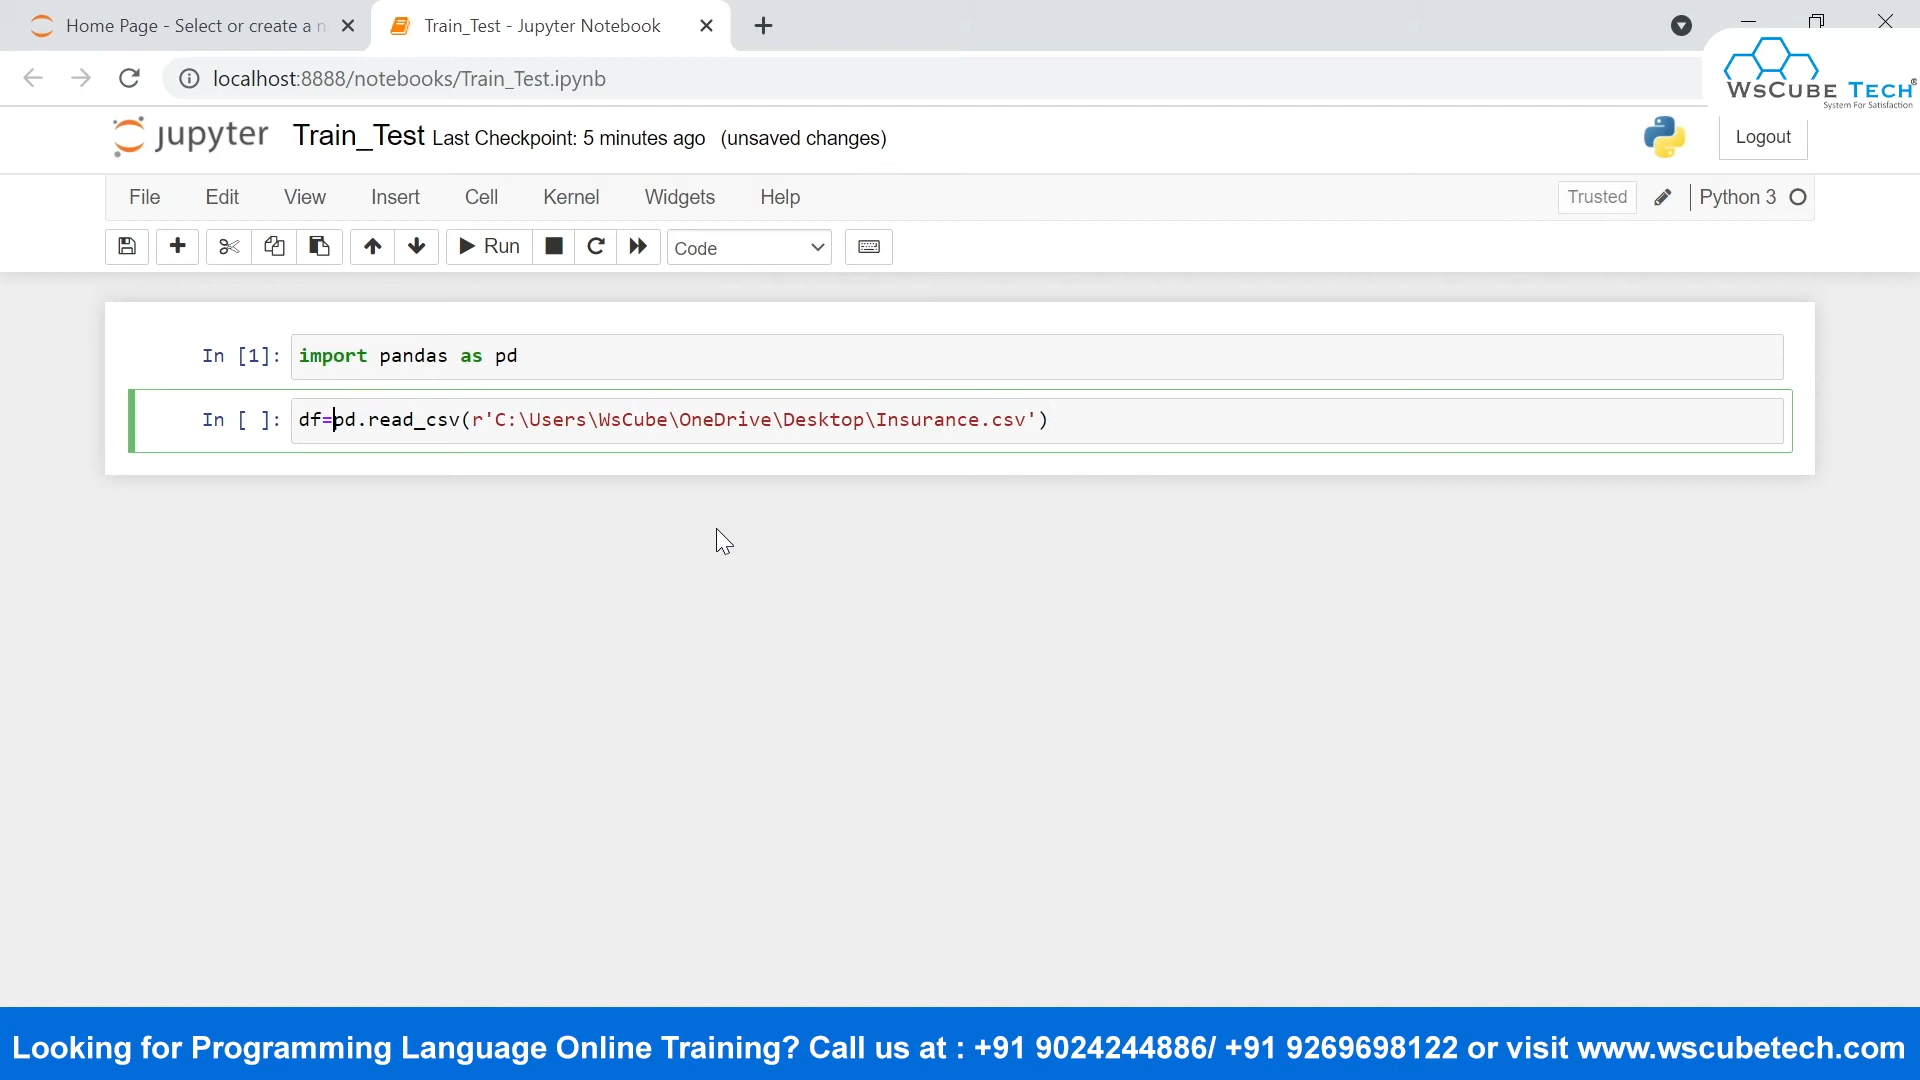 Home Page - Select or create a n
Train_Test - Jupyter Notebook
localhost:8888/notebooks/Train_Test.ipynb
WSCUBE TECH®
System For Satisfaction
jupyter Train_Test Last Checkpoint: 5 minutes ago (unsaved changes)
Logout
File Edit View Insert Cell Kernel Widgets Help
Trusted Python 3
Run Code
In [1]: import pandas as pd
In [ ]: df=pd.read_csv(r'C:\Users\WsCube\OneDrive\Desktop\Insurance.csv')
Looking for Programming Language Online Training? Call us at : +91 9024244886/ +91 9269698122 or visit www.wscubetech.com